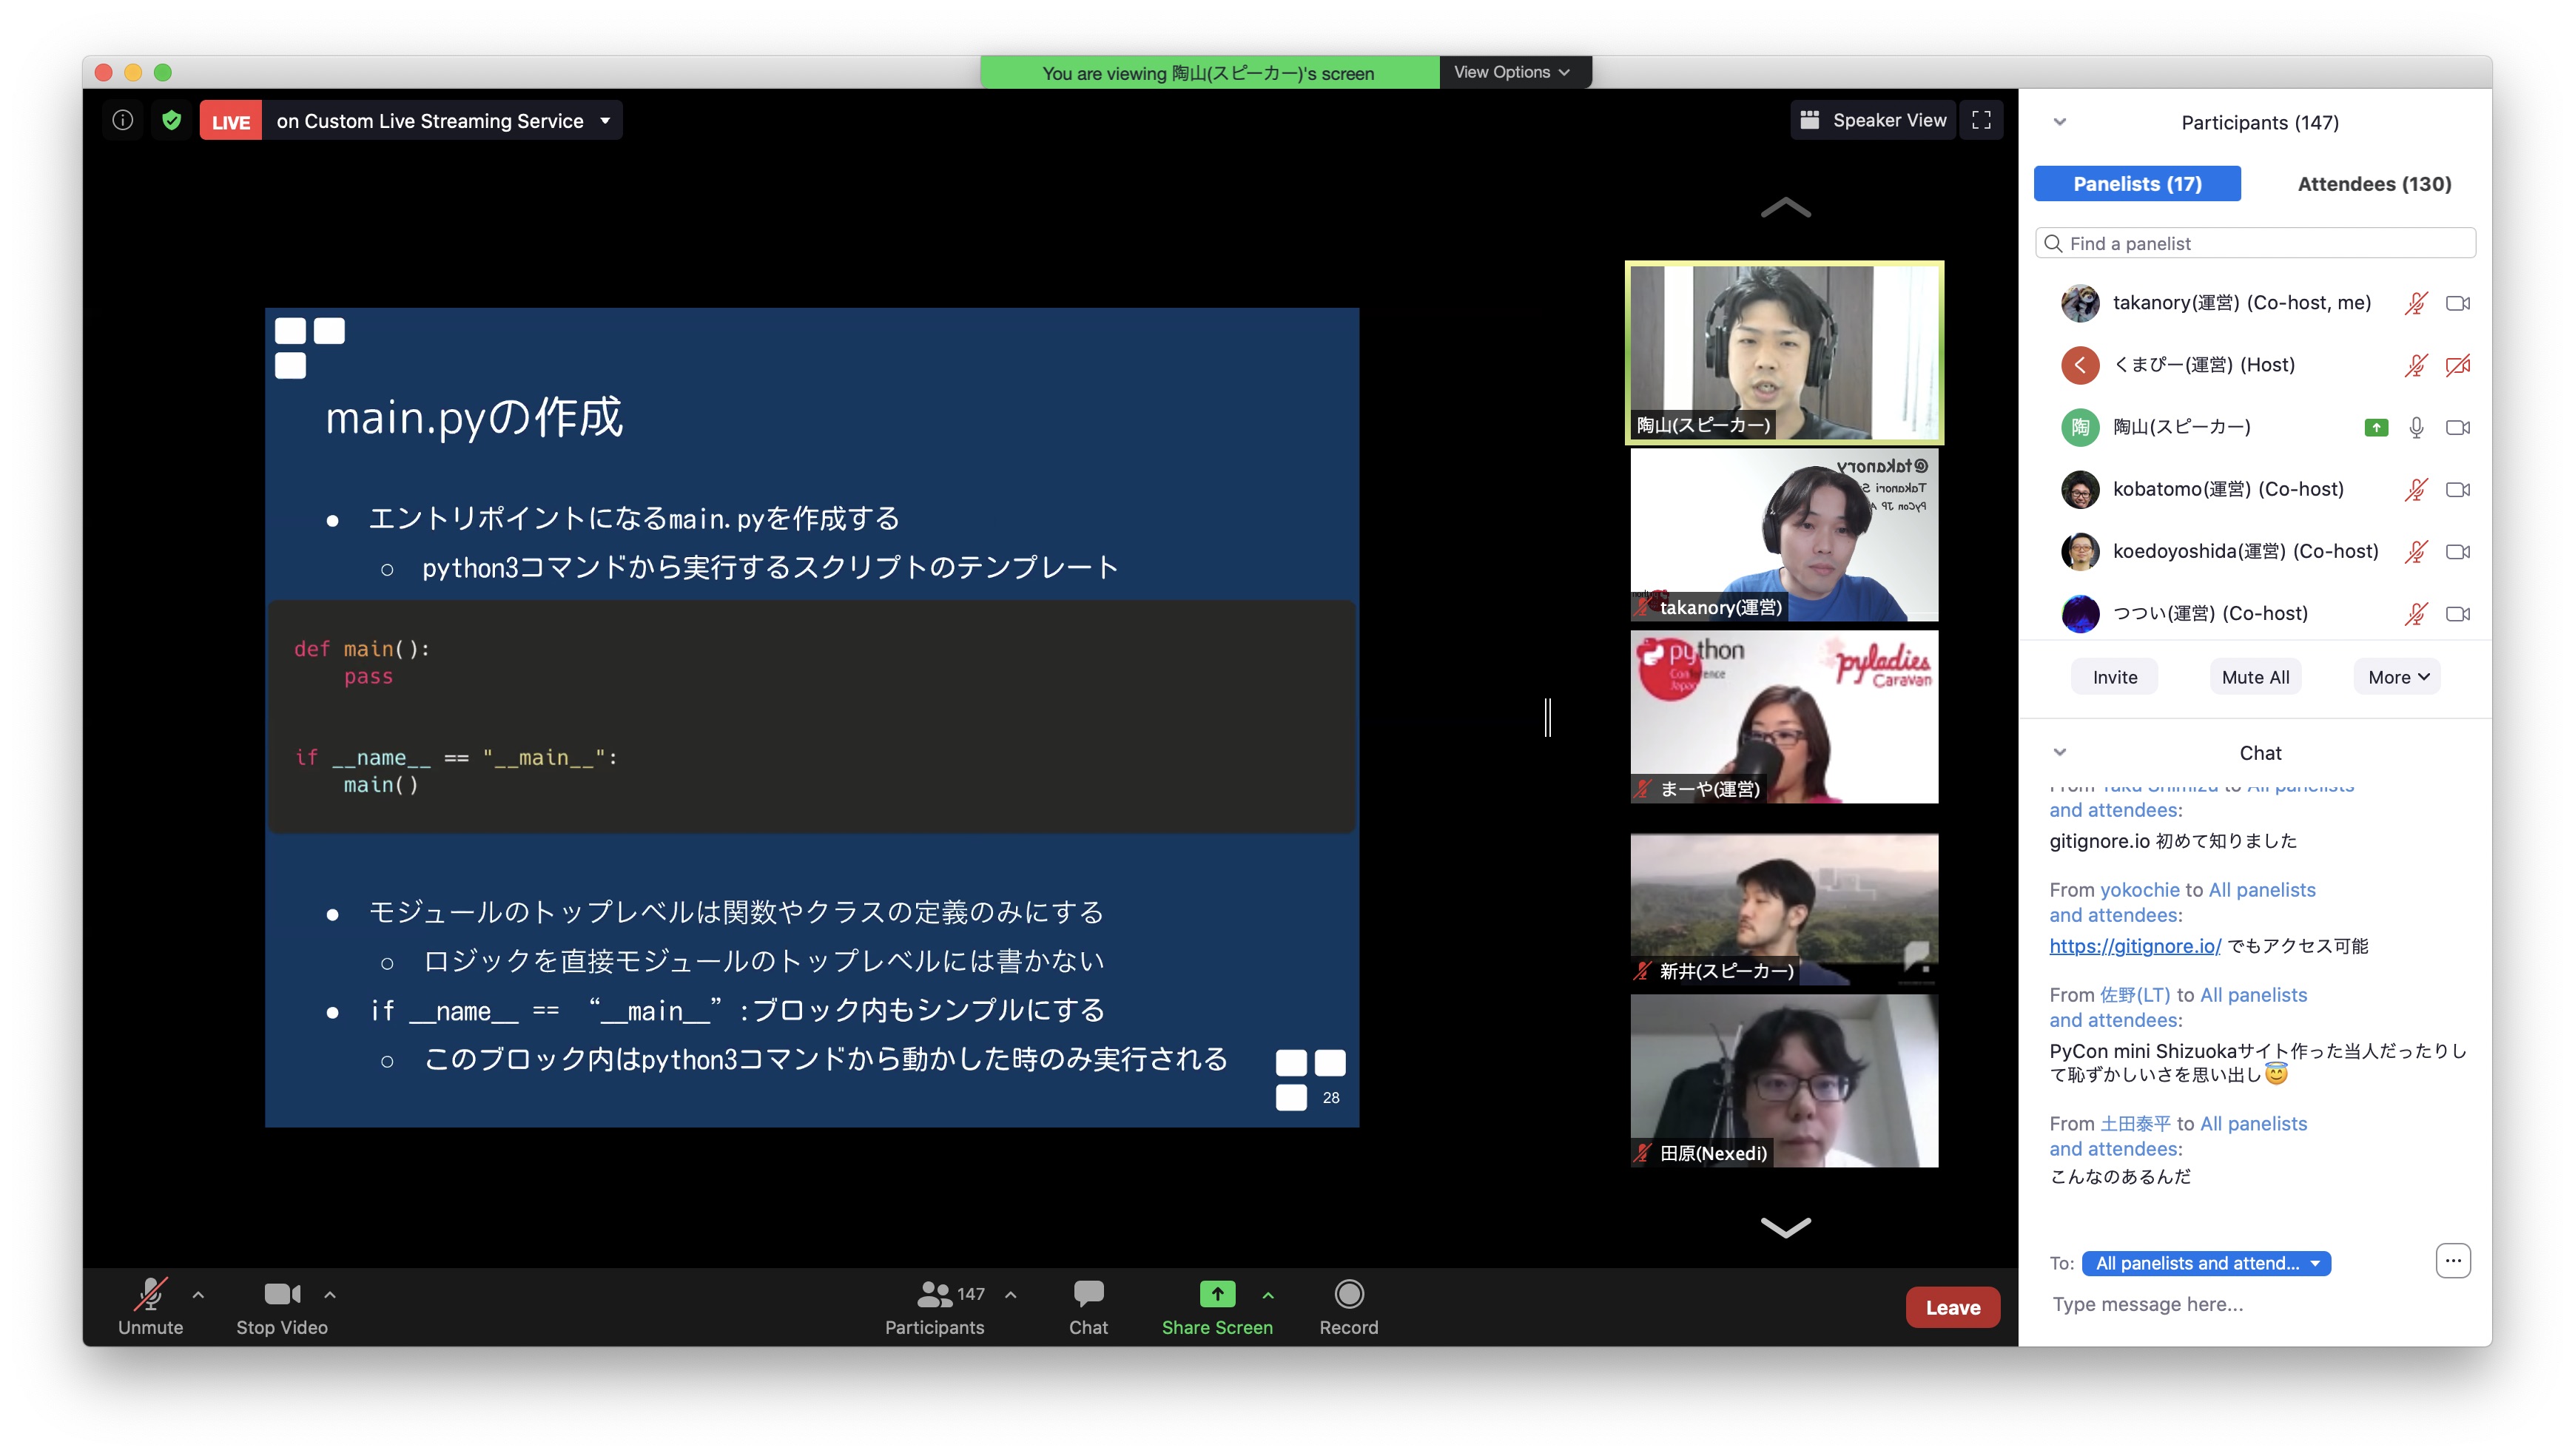 You are viewing 陶山(スピーカー)'s screen
View Options
LIVE
on Custom Live Streaming Service
Speaker View
main.pyの作成
● エントリポイントになるmain.pyを作成する
○ python3コマンドから実行するスクリプトのテンプレート
def main():
    pass
if __name__ == "__main__":
    main()
● モジュールのトップレベルは関数やクラスの定義のみにする
○ ロジックを直接モジュールのトップレベルには書かない
● if __name__ == “__main__”:ブロック内もシンプルにする
○ このブロック内はpython3コマンドから動かした時のみ実行される
28
陶山(スピーカー)
@takanory
Takanori S
PyCon JP A
takanory(運営)
python
Conference
Japan
pyladies
Caravan
まーや(運営)
新井(スピーカー)
田原(Nexedi)
Unmute
Stop Video
147
Participants
Chat
Share Screen
Record
Leave
Participants (147)
Panelists (17)
Attendees (130)
Find a panelist
takanory(運営) (Co-host, me)
く
くまぴー(運営) (Host)
陶
陶山(スピーカー)
kobatomo(運営) (Co-host)
koedoyoshida(運営) (Co-host)
つつい(運営) (Co-host)
Invite
Mute All
More
Chat
From Taku Shimizu to All panelists
and attendees:
gitignore.io 初めて知りました
From yokochie to All panelists
and attendees:
https://gitignore.io/ でもアクセス可能
From 佐野(LT) to All panelists
and attendees:
PyCon mini Shizuokaサイト作った当人だったりし
て恥ずかしいさを思い出し😇
From 土田泰平 to All panelists
and attendees:
こんなのあるんだ
To: All panelists and attend...
Type message here...